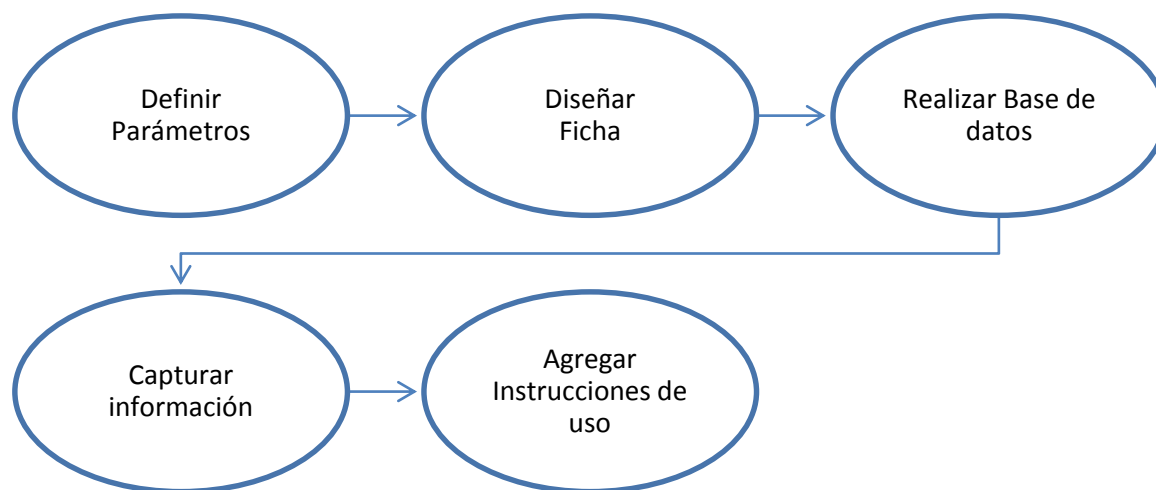 Definir
Parámetros
Diseñar
Ficha
Realizar Base de
datos
Capturar
información
Agregar
Instrucciones de
uso